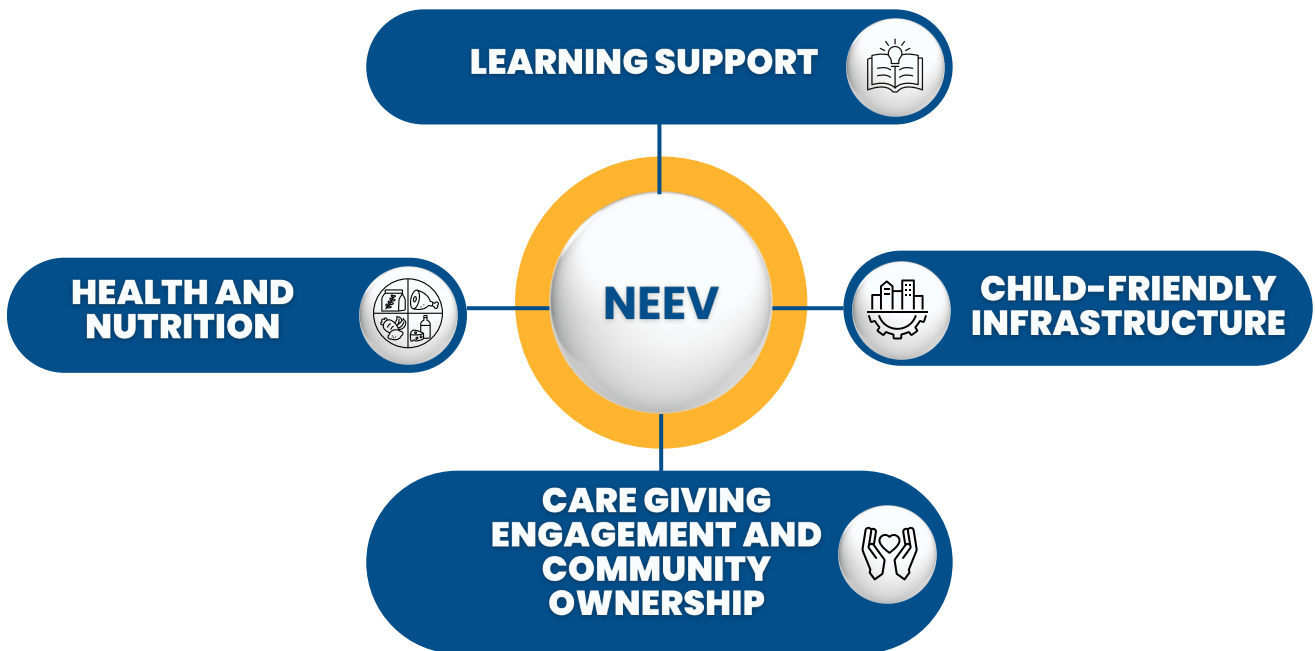 LEARNING SUPPORT
HEALTH AND
NUTRITION
NEEV
CHILD-FRIENDLY
INFRASTRUCTURE
CARE GIVING
ENGAGEMENT AND
COMMUNITY
OWNERSHIP